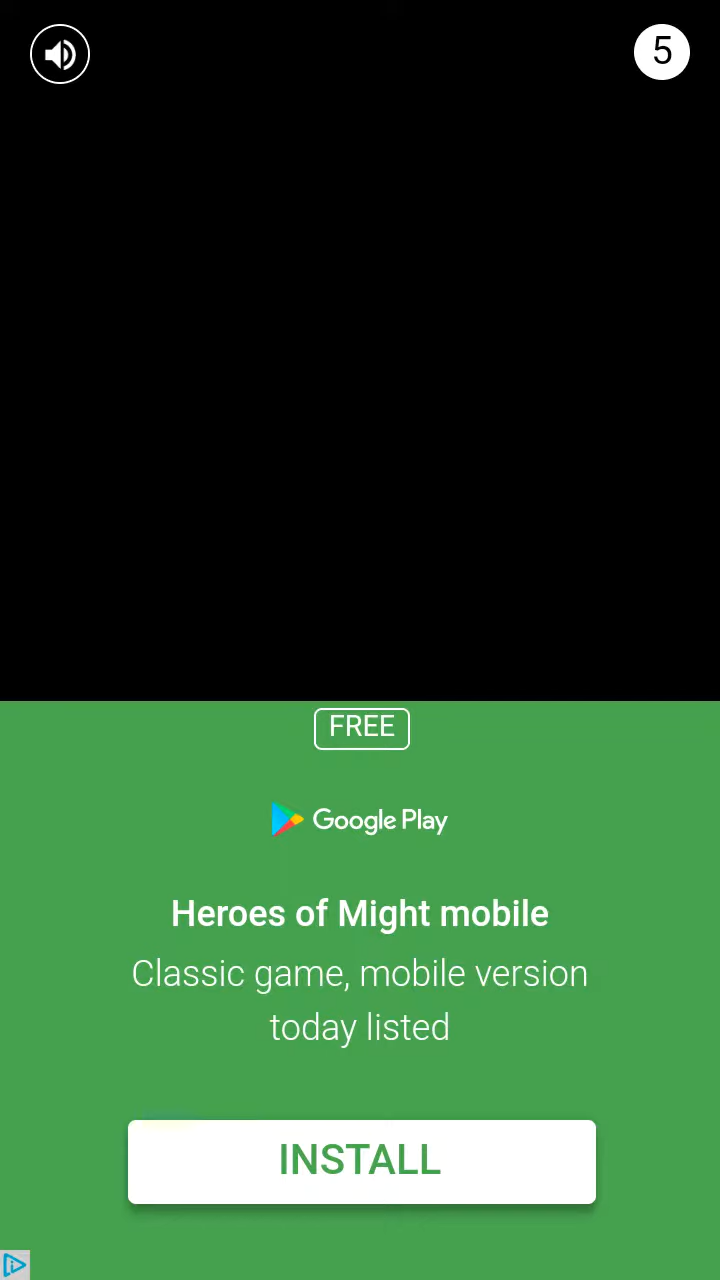 5
FREE
Google Play
Heroes of Might mobile
Classic game, mobile version
today listed
INSTALL